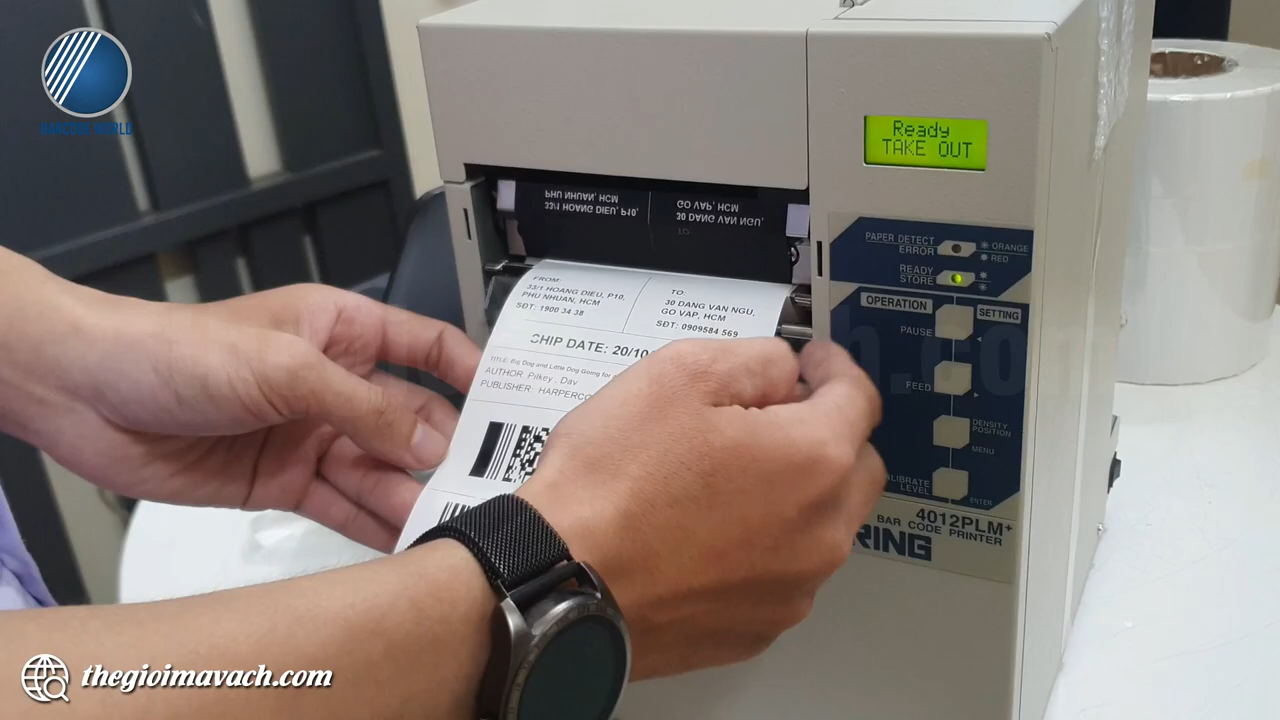 BARCODE WORLD
Ready
TAKE OUT
PHU NHUAN, HCM
33/1 HOANG DIEU, P10,
GO VAP, HCM
30 DANG VAN NGU,
TO
PAPER DETECT
ERROR
ORANGE
RED
READY
STORE
OPERATION
SETTING
PAUSE
FEED
DENSITY
POSITION
MENU
LEVEL
ENTER
4012PLM+
BAR CODE PRINTER
RING
FROM:
33/1 HOANG DIEU, P10,
PHU NHUAN, HCM
SĐT: 1900 34 38
TO:
30 DANG VAN NGU,
GO VAP, HCM
SĐT: 0909584 569
SHIP DATE: 20/10
TITLE: Big Dog and Little Dog Going for
AUTHOR Pilkey, Dav
PUBLISHER: HARPERCO
thegioimavach.com